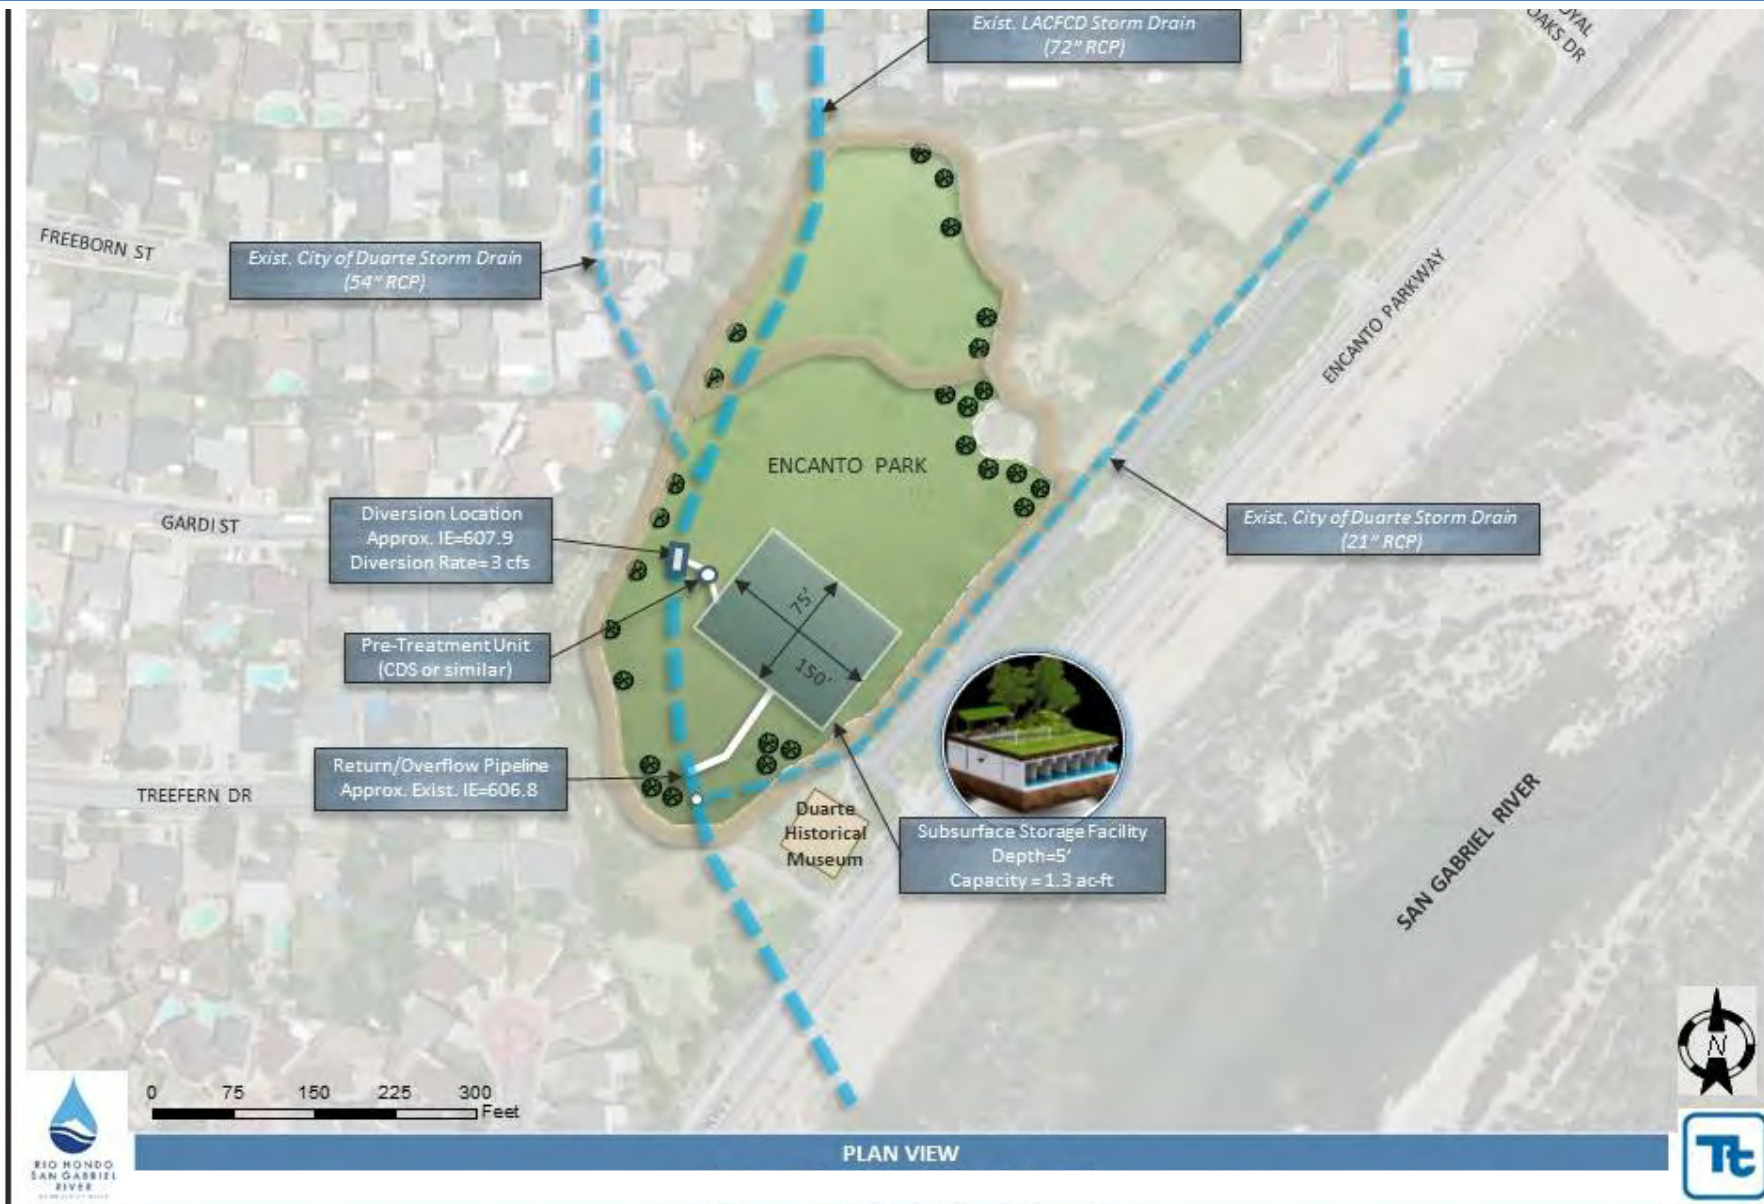 Exist. LACFCD Storm Drain
(72" RCP)
OAKS DR
FREEBORN ST
Exist. City of Duarte Storm Drain
(54" RCP)
ENCANTO PARKWAY
ENCANTO PARK
GARDI ST
Diversion Location
Approx. IE=607.9
Diversion Rate= 3 cfs
Exist. City of Duarte Storm Drain
(21" RCP)
75'
150'
Pre-Treatment Unit
(CDS or similar)
Return/Overflow Pipeline
Approx. Exist. IE=606.8
TREEFERN DR
Duarte
Historical
Museum
Subsurface Storage Facility
Depth=5'
Capacity = 1.3 ac-ft
SAN GABRIEL RIVER
N
0 75 150 225 300
Feet
RIO HONDO
SAN GABRIEL
RIVER
PLAN VIEW
Tt